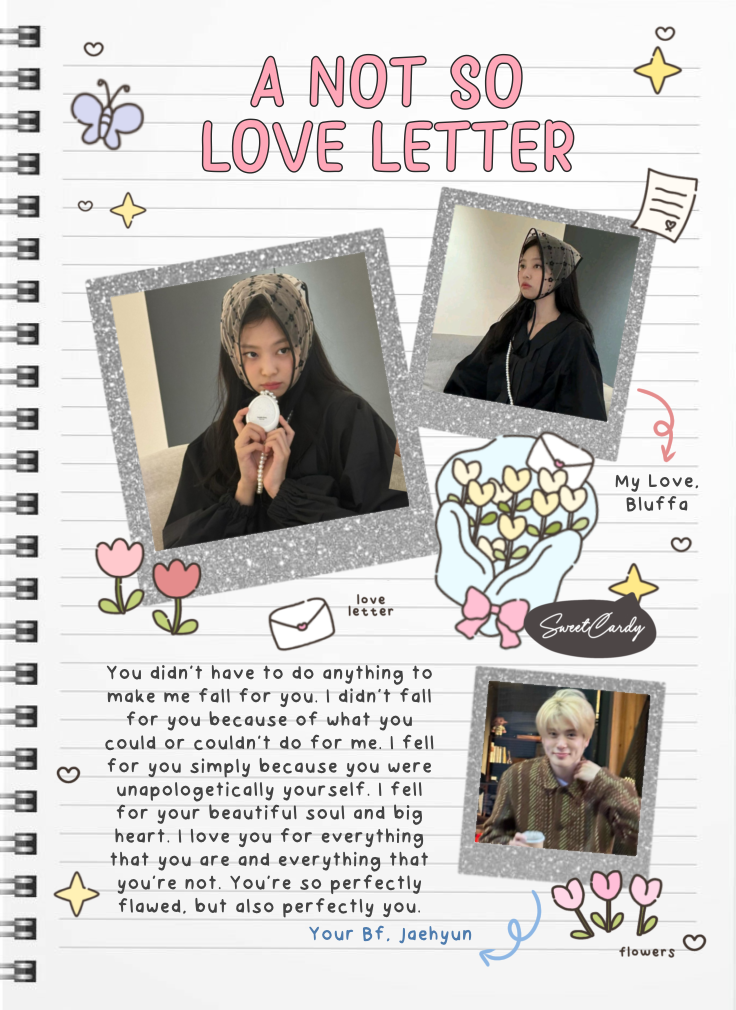 A NOT SO
LOVE LETTER
My Love,
Bluffa
love
letter
SweetCardy
You didn't have to do anything to
make me fall for you. I didn't fall
for you because of what you
could or couldn't do for me. I fell
for you simply because you were
unapologetically yourself. I fell
for your beautiful soul and big
heart. I love you for everything
that you are and everything that
you're not. You're so perfectly
flawed, but also perfectly you.
Your Bf, Jaehyun
flowers